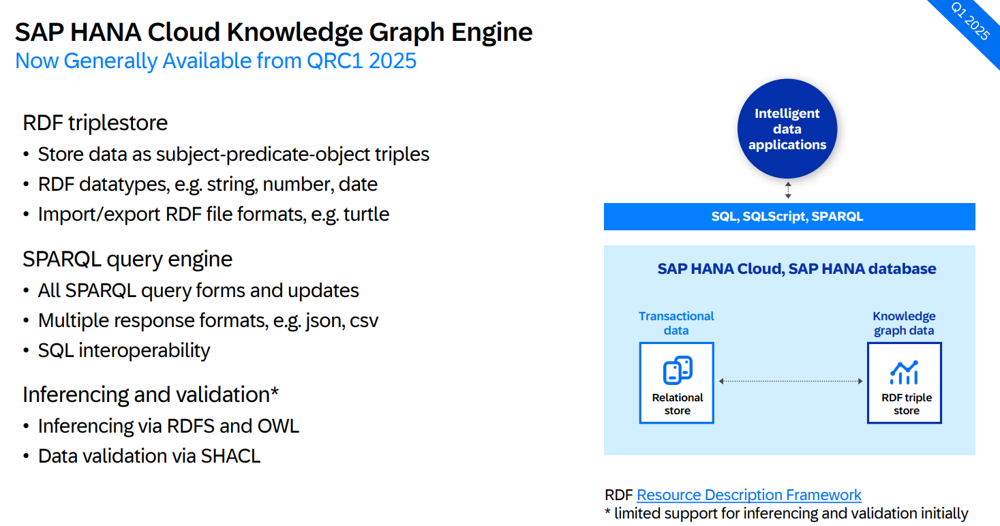 SAP HANA Cloud Knowledge Graph Engine
Now Generally Available from QRC1 2025
Q1 2025
RDF triplestore
• Store data as subject-predicate-object triples
• RDF datatypes, e.g. string, number, date
• Import/export RDF file formats, e.g. turtle
SPARQL query engine
• All SPARQL query forms and updates
• Multiple response formats, e.g. json, csv
• SQL interoperability
Inferencing and validation*
• Inferencing via RDFS and OWL
• Data validation via SHACL
Intelligent
data
applications
SQL, SQLScript, SPARQL
SAP HANA Cloud, SAP HANA database
Transactional
data
Relational
store
Knowledge
graph data
RDF triple
store
RDF Resource Description Framework
* limited support for inferencing and validation initially